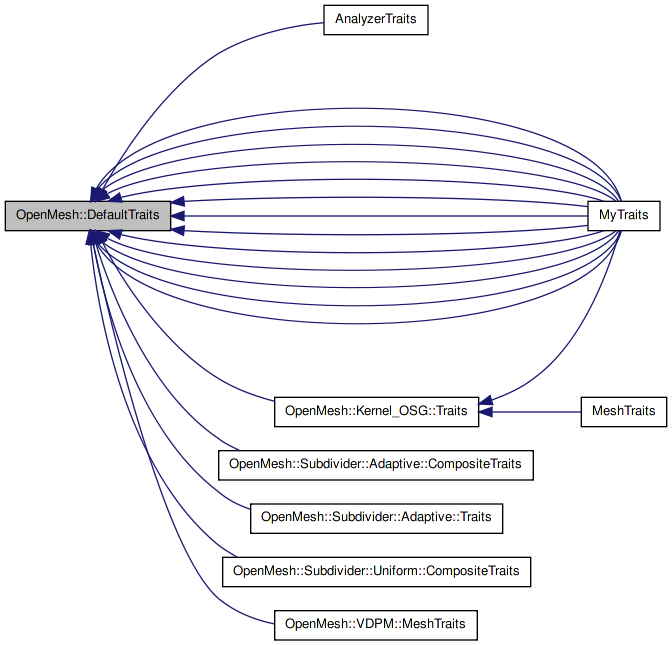 AnalyzerTraits
OpenMesh::DefaultTraits
MyTraits
OpenMesh::Kernel_OSG::Traits
MeshTraits
OpenMesh::Subdivider::Adaptive::CompositeTraits
OpenMesh::Subdivider::Adaptive::Traits
OpenMesh::Subdivider::Uniform::CompositeTraits
OpenMesh::VDPM::MeshTraits